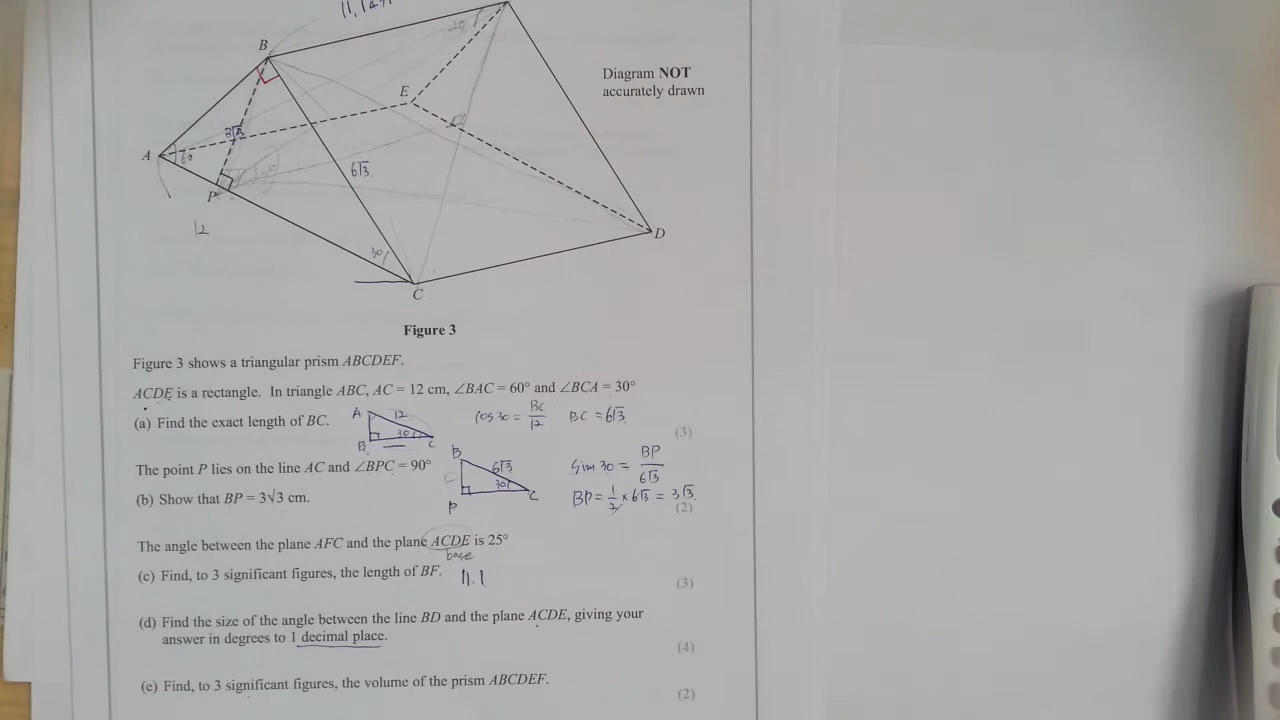 B
Diagram NOT
accurately drawn
E
3√3
A
60
6√3
P
12
30
D
C
Figure 3
Figure 3 shows a triangular prism ABCDEF.
ACDE is a rectangle. In triangle ABC, AC = 12 cm, ∠BAC = 60° and ∠BCA = 30°
(a) Find the exact length of BC.
A 12 30 B C
cos 30 = BC/12 BC = 6√3
(3)
The point P lies on the line AC and ∠BPC = 90°
B 6√3 30 P C
Sin 30 = BP/6√3
(b) Show that BP = 3√3 cm.
BP = 1/2 × 6√3 = 3√3
(2)
The angle between the plane AFC and the plane ACDE is 25°
base
(c) Find, to 3 significant figures, the length of BF. 11.1
(3)
(d) Find the size of the angle between the line BD and the plane ACDE, giving your
answer in degrees to 1 decimal place.
(4)
(e) Find, to 3 significant figures, the volume of the prism ABCDEF.
(2)